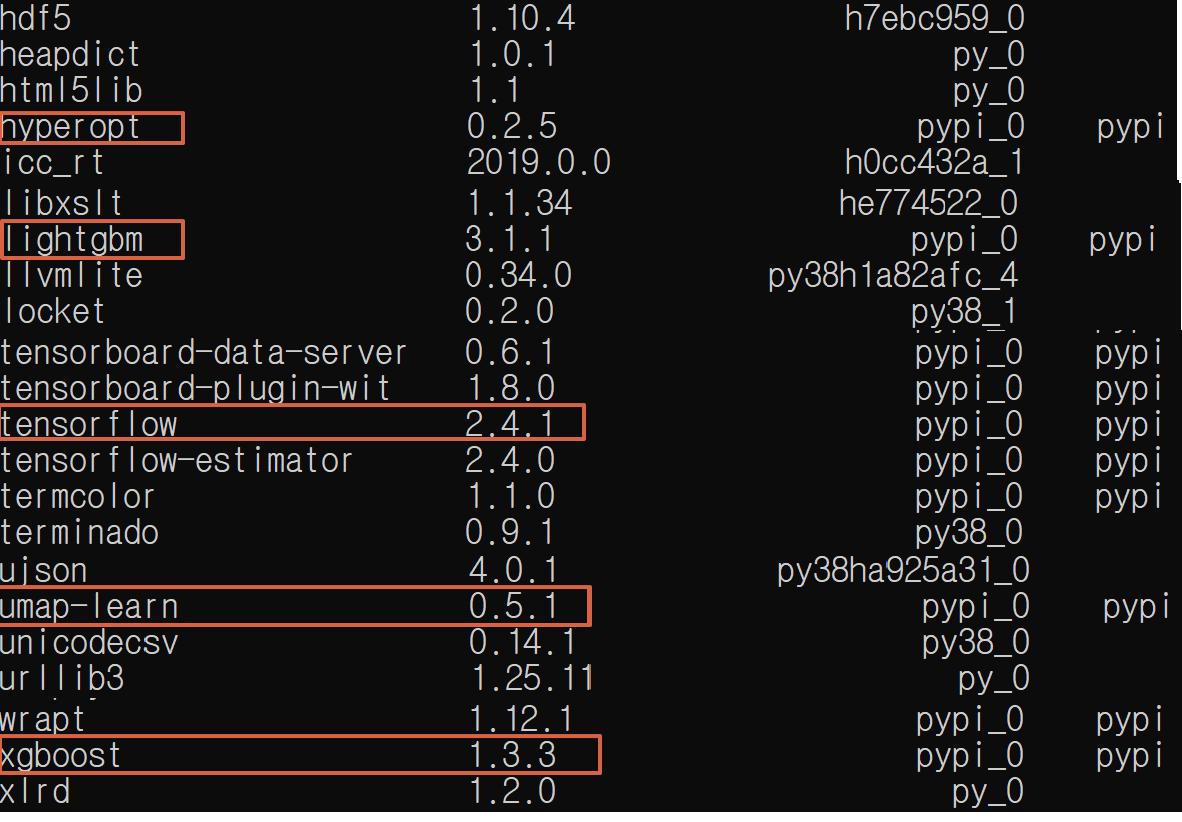 hdf5 1.10.4 h7ebc959_0
heapdict 1.0.1 py_0
html5lib 1.1 py_0
hyperopt 0.2.5 pypi_0 pypi
icc_rt 2019.0.0 h0cc432a_1
libxslt 1.1.34 he774522_0
lightgbm 3.1.1 pypi_0 pypi
llvmlite 0.34.0 py38h1a82afc_4
locket 0.2.0 py38_1
tensorboard-data-server 0.6.1 pypi_0 pypi
tensorboard-plugin-wit 1.8.0 pypi_0 pypi
tensorflow 2.4.1 pypi_0 pypi
tensorflow-estimator 2.4.0 pypi_0 pypi
termcolor 1.1.0 pypi_0 pypi
terminado 0.9.1 py38_0
ujson 4.0.1 py38ha925a31_0
umap-learn 0.5.1 pypi_0 pypi
unicodecsv 0.14.1 py38_0
urllib3 1.25.11 py_0
wrapt 1.12.1 pypi_0 pypi
xgboost 1.3.3 pypi_0 pypi
xlrd 1.2.0 py_0